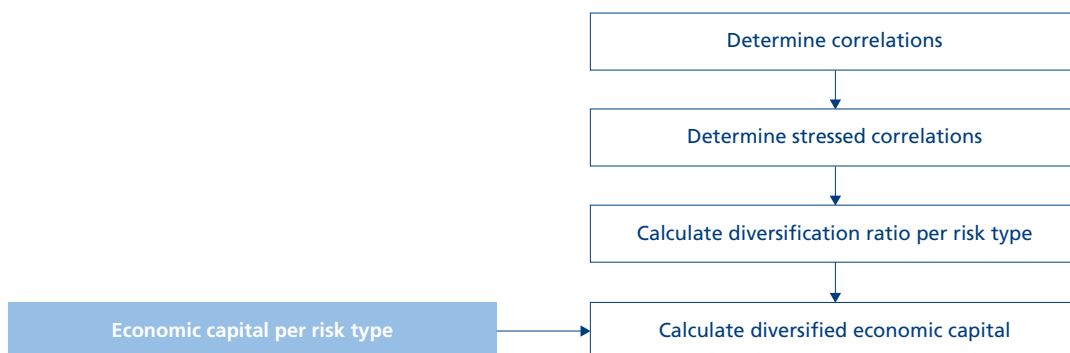 Determine correlations
Determine stressed correlations
Calculate diversification ratio per risk type
Economic capital per risk type
Calculate diversified economic capital